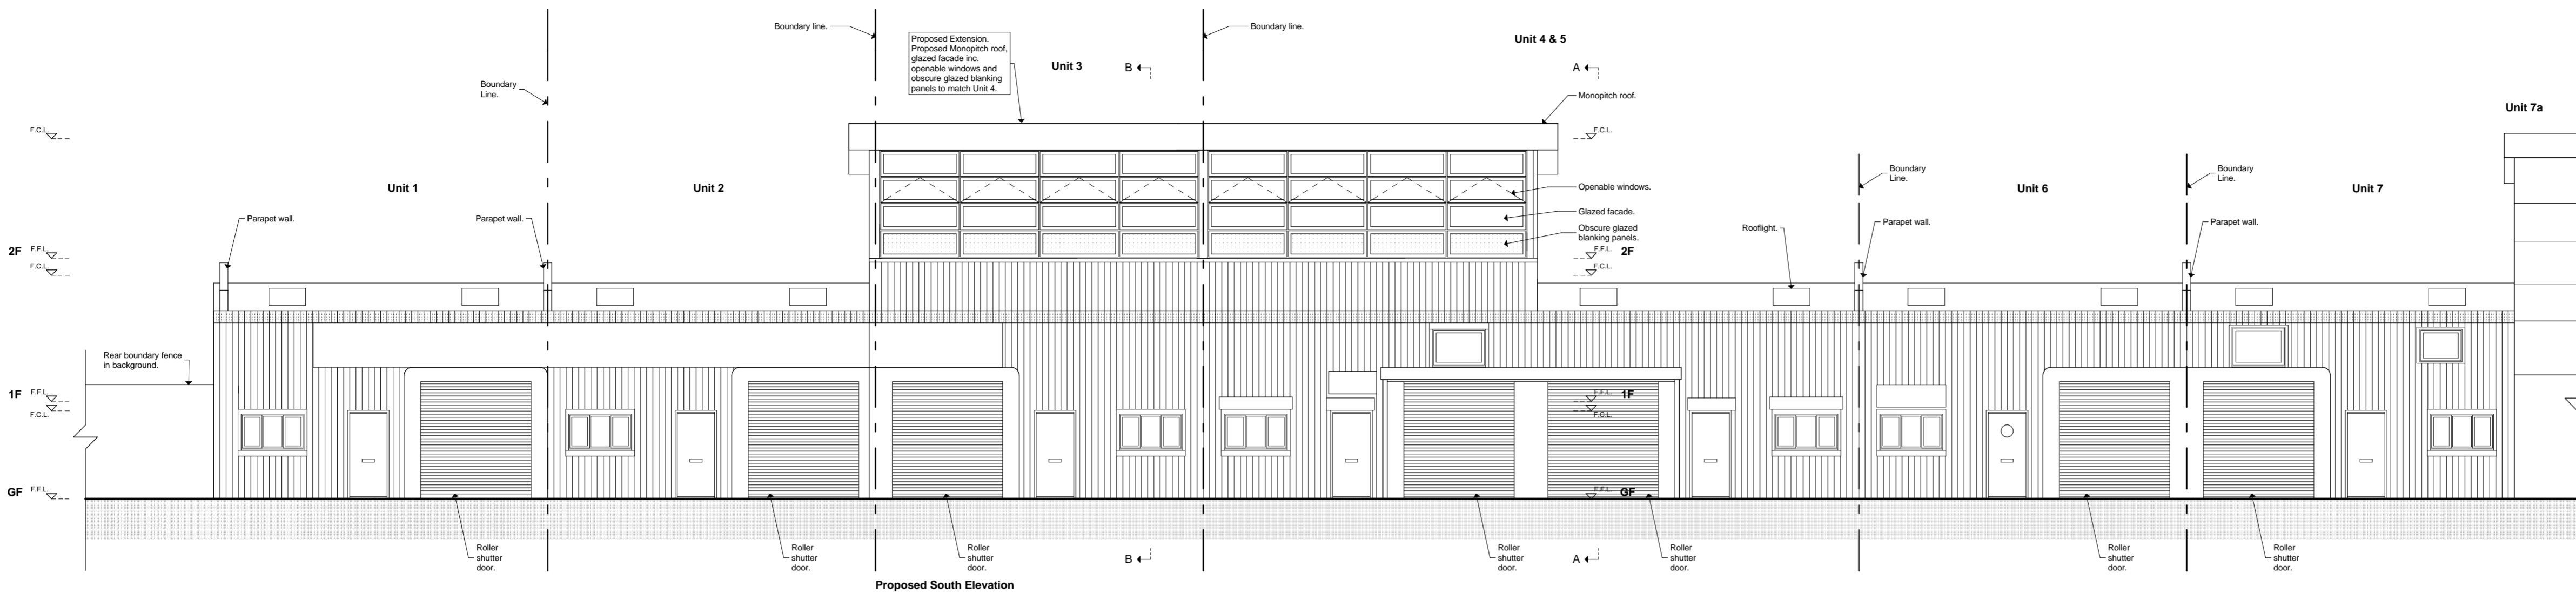 Boundary line.
Boundary line.
Unit 4 & 5
Proposed Extension.
Proposed Monopitch roof,
glazed facade inc.
openable windows and
obscure glazed blanking
panels to match Unit 4.
Unit 3
B
A
Boundary
Line.
Monopitch roof.
Unit 7a
F.C.L.
F.C.L.
Unit 1
Unit 2
Boundary
Line.
Unit 6
Boundary
Line.
Unit 7
Openable windows.
Glazed facade.
Parapet wall.
Parapet wall.
Obscure glazed
blanking panels.
Rooflight.
Parapet wall.
Parapet wall.
2F
F.F.L.
F.C.L.
F.F.L.
2F
F.C.L.
Rear boundary fence
in background.
1F
F.F.L.
F.C.L.
F.F.L.
1F
F.C.L.
GF
F.F.L.
F.F.L.
GF
Roller
shutter
door.
Roller
shutter
door.
Roller
shutter
door.
B
Roller
shutter
door.
A
Roller
shutter
door.
Roller
shutter
door.
Roller
shutter
door.
Proposed South Elevation